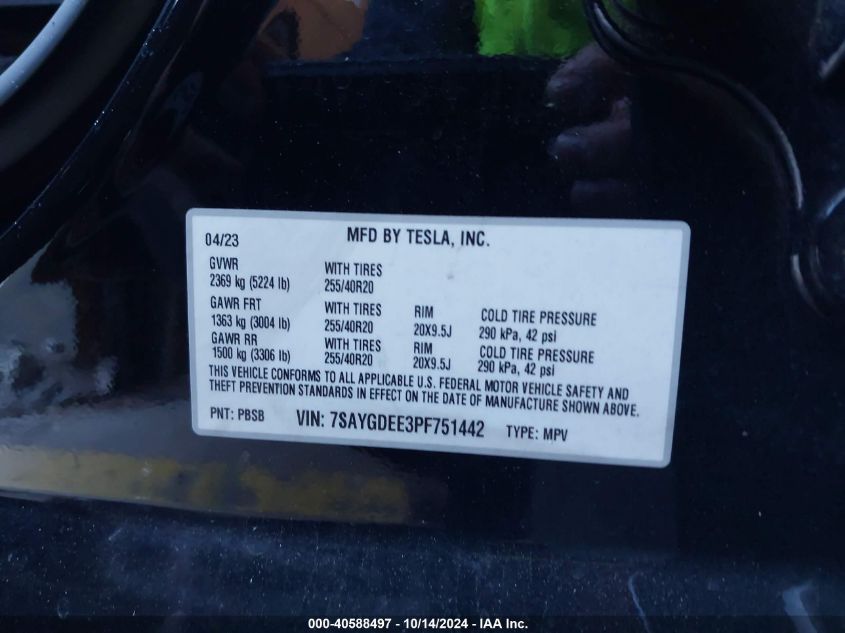 04/23 MFD BY TESLA, INC.
GVWR WITH TIRES
2369 kg (5224 lb) 255/40R20
GAWR FRT WITH TIRES RIM COLD TIRE PRESSURE
1363 kg (3004 lb) 255/40R20 20X9.5J 290 kPa, 42 psi
GAWR RR WITH TIRES RIM COLD TIRE PRESSURE
1500 kg (3306 lb) 255/40R20 20X9.5J 290 kPa, 42 psi
THIS VEHICLE CONFORMS TO ALL APPLICABLE U.S. FEDERAL MOTOR VEHICLE SAFETY AND
THEFT PREVENTION STANDARDS IN EFFECT ON THE DATE OF MANUFACTURE SHOWN ABOVE.
PNT: PBSB VIN: 7SAYGDEE3PF751442 TYPE: MPV
000-40588497 - 10/14/2024 - IAA Inc.